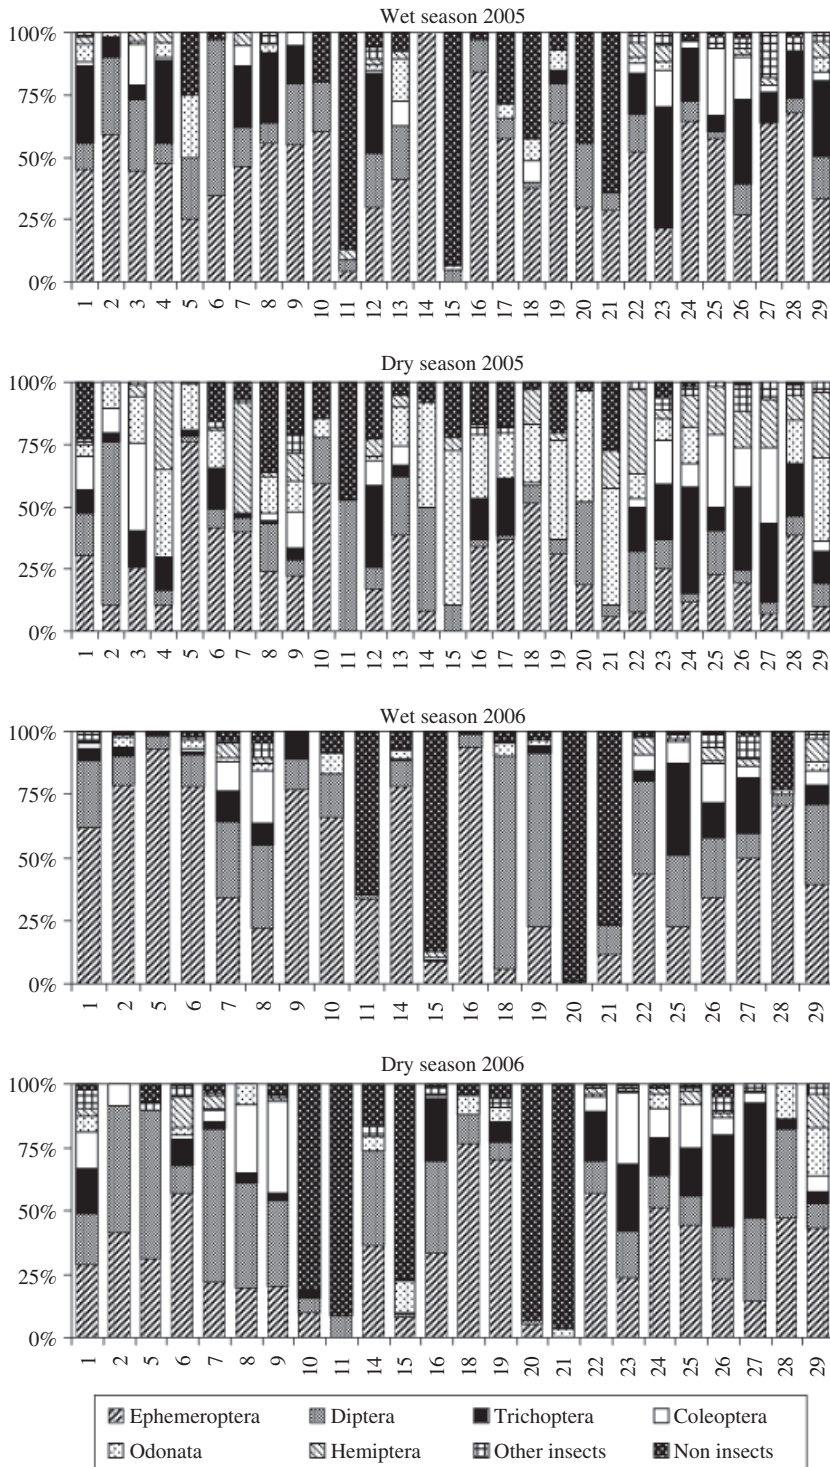 Wet season 2005
100%
75%
50%
25%
0%
1 2 3 4 5 6 7 8 9 10 11 12 13 14 15 16 17 18 19 20 21 22 23 24 25 26 27 28 29
Dry season 2005
100%
75%
50%
25%
0%
1 2 3 4 5 6 7 8 9 10 11 12 13 14 15 16 17 18 19 20 21 22 23 24 25 26 27 28 29
Wet season 2006
100%
75%
50%
25%
0%
1 2 5 6 7 8 9 10 11 14 15 16 18 19 20 21 22 25 26 27 28 29
Dry season 2006
100%
75%
50%
25%
0%
1 2 5 6 7 8 9 10 11 14 15 16 18 19 20 21 22 23 24 25 26 27 28 29
Ephemeroptera Diptera Trichoptera Coleoptera
Odonata Hemiptera Other insects Non insects